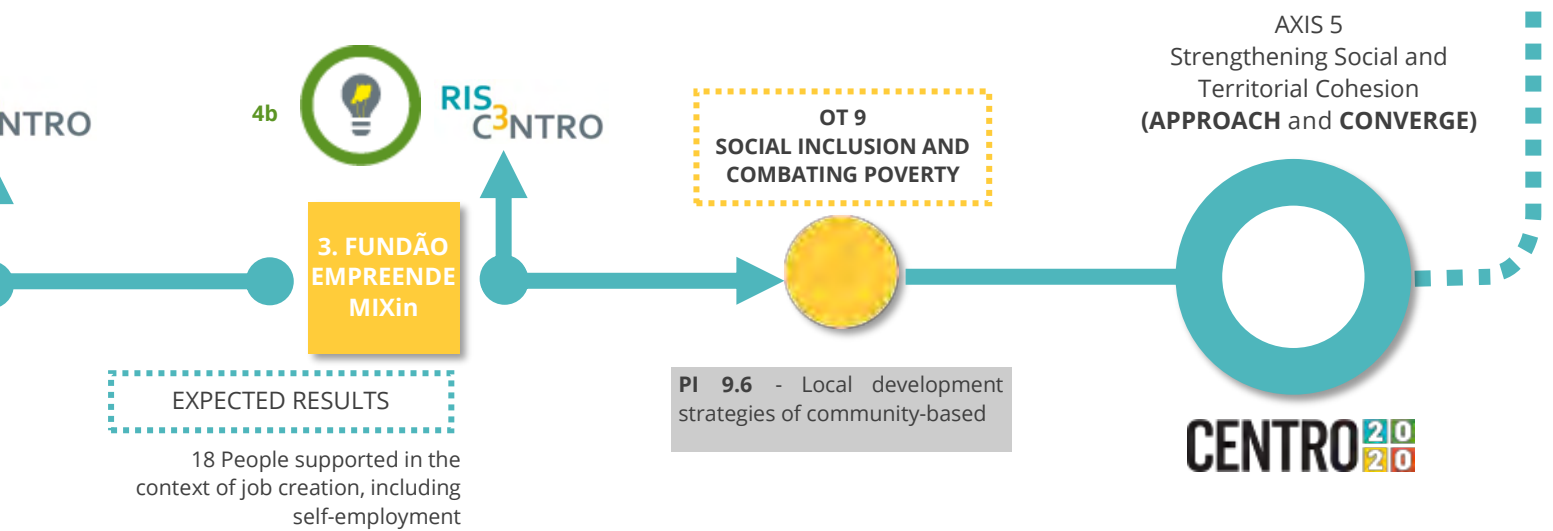 NTRO
4b
RIS
C3NTRO
3. FUNDÃO
EMPREENDE
MIXin
EXPECTED RESULTS
18 People supported in the
context of job creation, including
self-employment
OT 9
SOCIAL INCLUSION AND
COMBATING POVERTY
PI 9.6 - Local development
strategies of community-based
AXIS 5
Strengthening Social and
Territorial Cohesion
(APPROACH and CONVERGE)
CENTRO 20
20